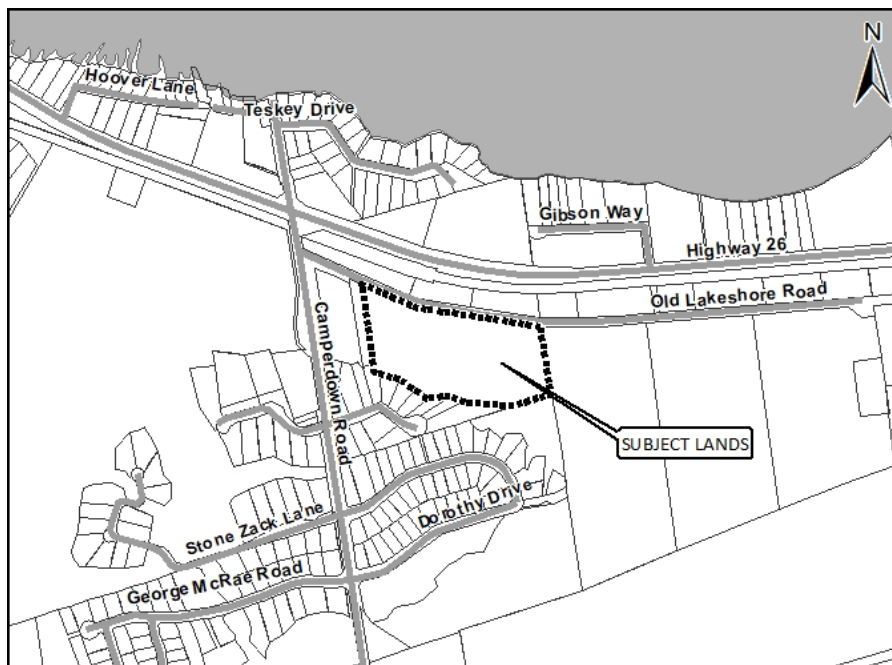 N
Hoover Lane
Teskey Drive
Gibson Way
Highway 26
Old Lakeshore Road
Camperdown Road
SUBJECT LANDS
Dorothy Drive
Stone Zack Lane
George McRae Road